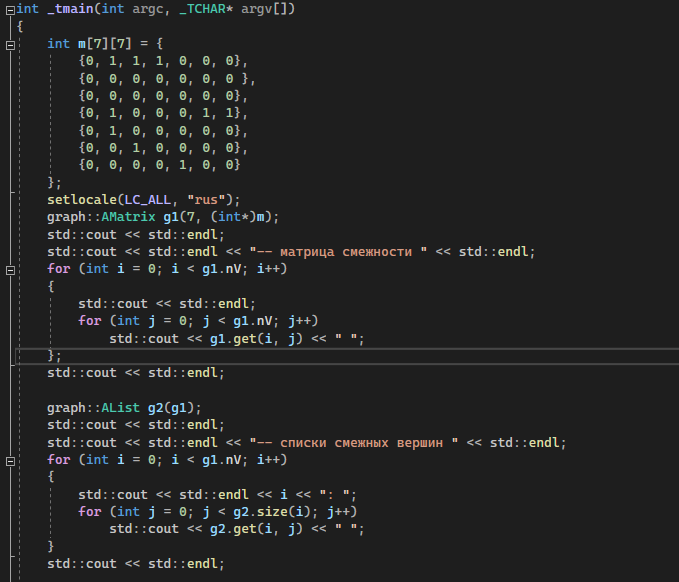 int _tmain(int argc, _TCHAR* argv[])
{
int m[7][7] = {
{0, 1, 1, 1, 0, 0, 0},
{0, 0, 0, 0, 0, 0, 0 },
{0, 0, 0, 0, 0, 0, 0},
{0, 1, 0, 0, 0, 1, 1},
{0, 1, 0, 0, 0, 0, 0},
{0, 0, 1, 0, 0, 0, 0},
{0, 0, 0, 0, 1, 0, 0}
};
setlocale(LC_ALL, "rus");
graph::AMatrix g1(7, (int*)m);
std::cout << std::endl;
std::cout << std::endl << "-- матрица смежности " << std::endl;
for (int i = 0; i < g1.nV; i++)
{
std::cout << std::endl;
for (int j = 0; j < g1.nV; j++)
std::cout << g1.get(i, j) << " ";
};
std::cout << std::endl;
graph::AList g2(g1);
std::cout << std::endl;
std::cout << std::endl << "-- списки смежных вершин " << std::endl;
for (int i = 0; i < g1.nV; i++)
{
std::cout << std::endl << i << ": ";
for (int j = 0; j < g2.size(i); j++)
std::cout << g2.get(i, j) << " ";
}
std::cout << std::endl;